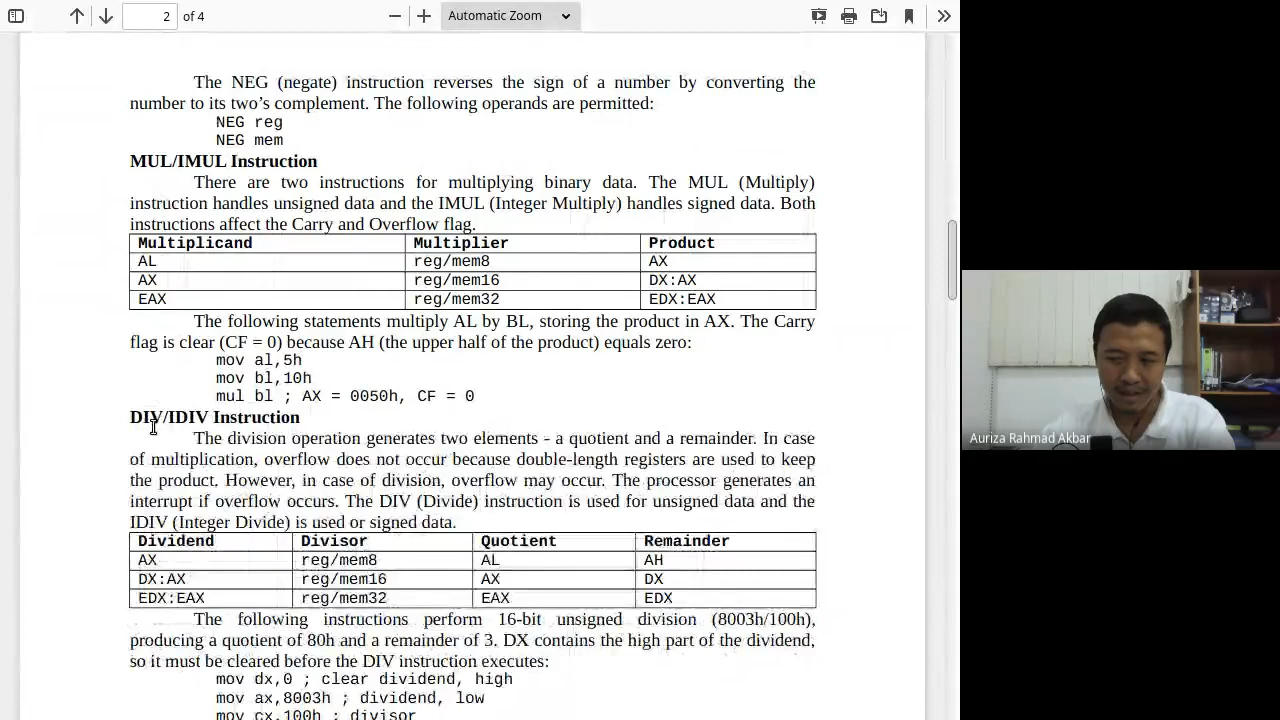 2
of 4
Automatic Zoom
The NEG (negate) instruction reverses the sign of a number by converting the
number to its two's complement. The following operands are permitted:
NEG reg
NEG mem
MUL/IMUL Instruction
There are two instructions for multiplying binary data. The MUL (Multiply)
instruction handles unsigned data and the IMUL (Integer Multiply) handles signed data. Both
instructions affect the Carry and Overflow flag.
Multiplicand Multiplier Product
AL reg/mem8 AX
AX reg/mem16 DX:AX
EAX reg/mem32 EDX:EAX
The following statements multiply AL by BL, storing the product in AX. The Carry
flag is clear (CF = 0) because AH (the upper half of the product) equals zero:
mov al,5h
mov bl,10h
mul bl ; AX = 0050h, CF = 0
DIV/IDIV Instruction
The division operation generates two elements - a quotient and a remainder. In case
of multiplication, overflow does not occur because double-length registers are used to keep
the product. However, in case of division, overflow may occur. The processor generates an
interrupt if overflow occurs. The DIV (Divide) instruction is used for unsigned data and the
IDIV (Integer Divide) is used or signed data.
Dividend Divisor Quotient Remainder
AX reg/mem8 AL AH
DX:AX reg/mem16 AX DX
EDX:EAX reg/mem32 EAX EDX
The following instructions perform 16-bit unsigned division (8003h/100h),
producing a quotient of 80h and a remainder of 3. DX contains the high part of the dividend,
so it must be cleared before the DIV instruction executes:
mov dx,0 ; clear dividend, high
mov ax,8003h ; dividend, low
mov cx,100h ; divisor
Auriza Rahmad Akbar